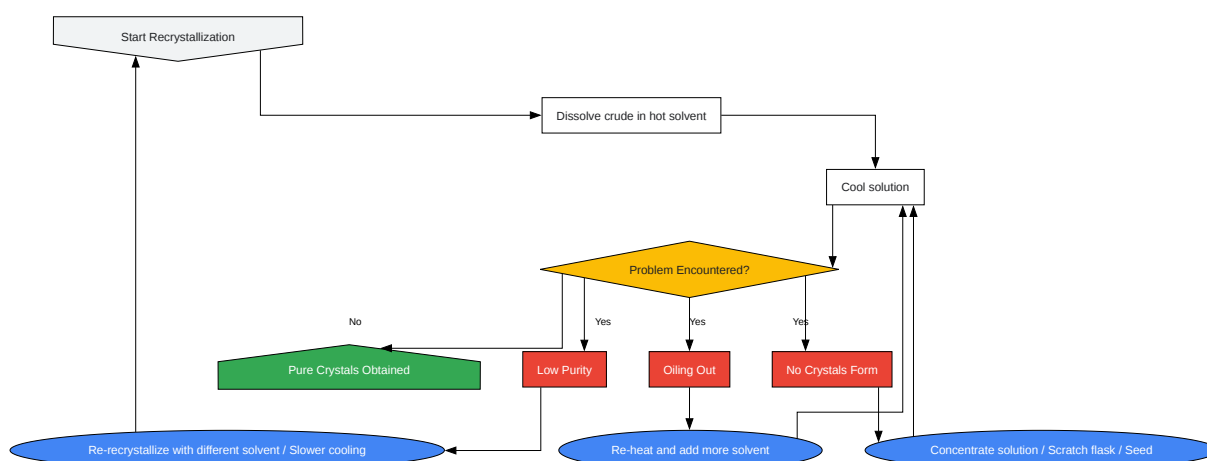 Start Recrystallization
Dissolve crude in hot solvent
Cool solution
Problem Encountered?
No
Yes
Yes
Yes
Pure Crystals Obtained
Low Purity
Oiling Out
No Crystals Form
Re-recrystallize with different solvent / Slower cooling
Re-heat and add more solvent
Concentrate solution / Scratch flask / Seed